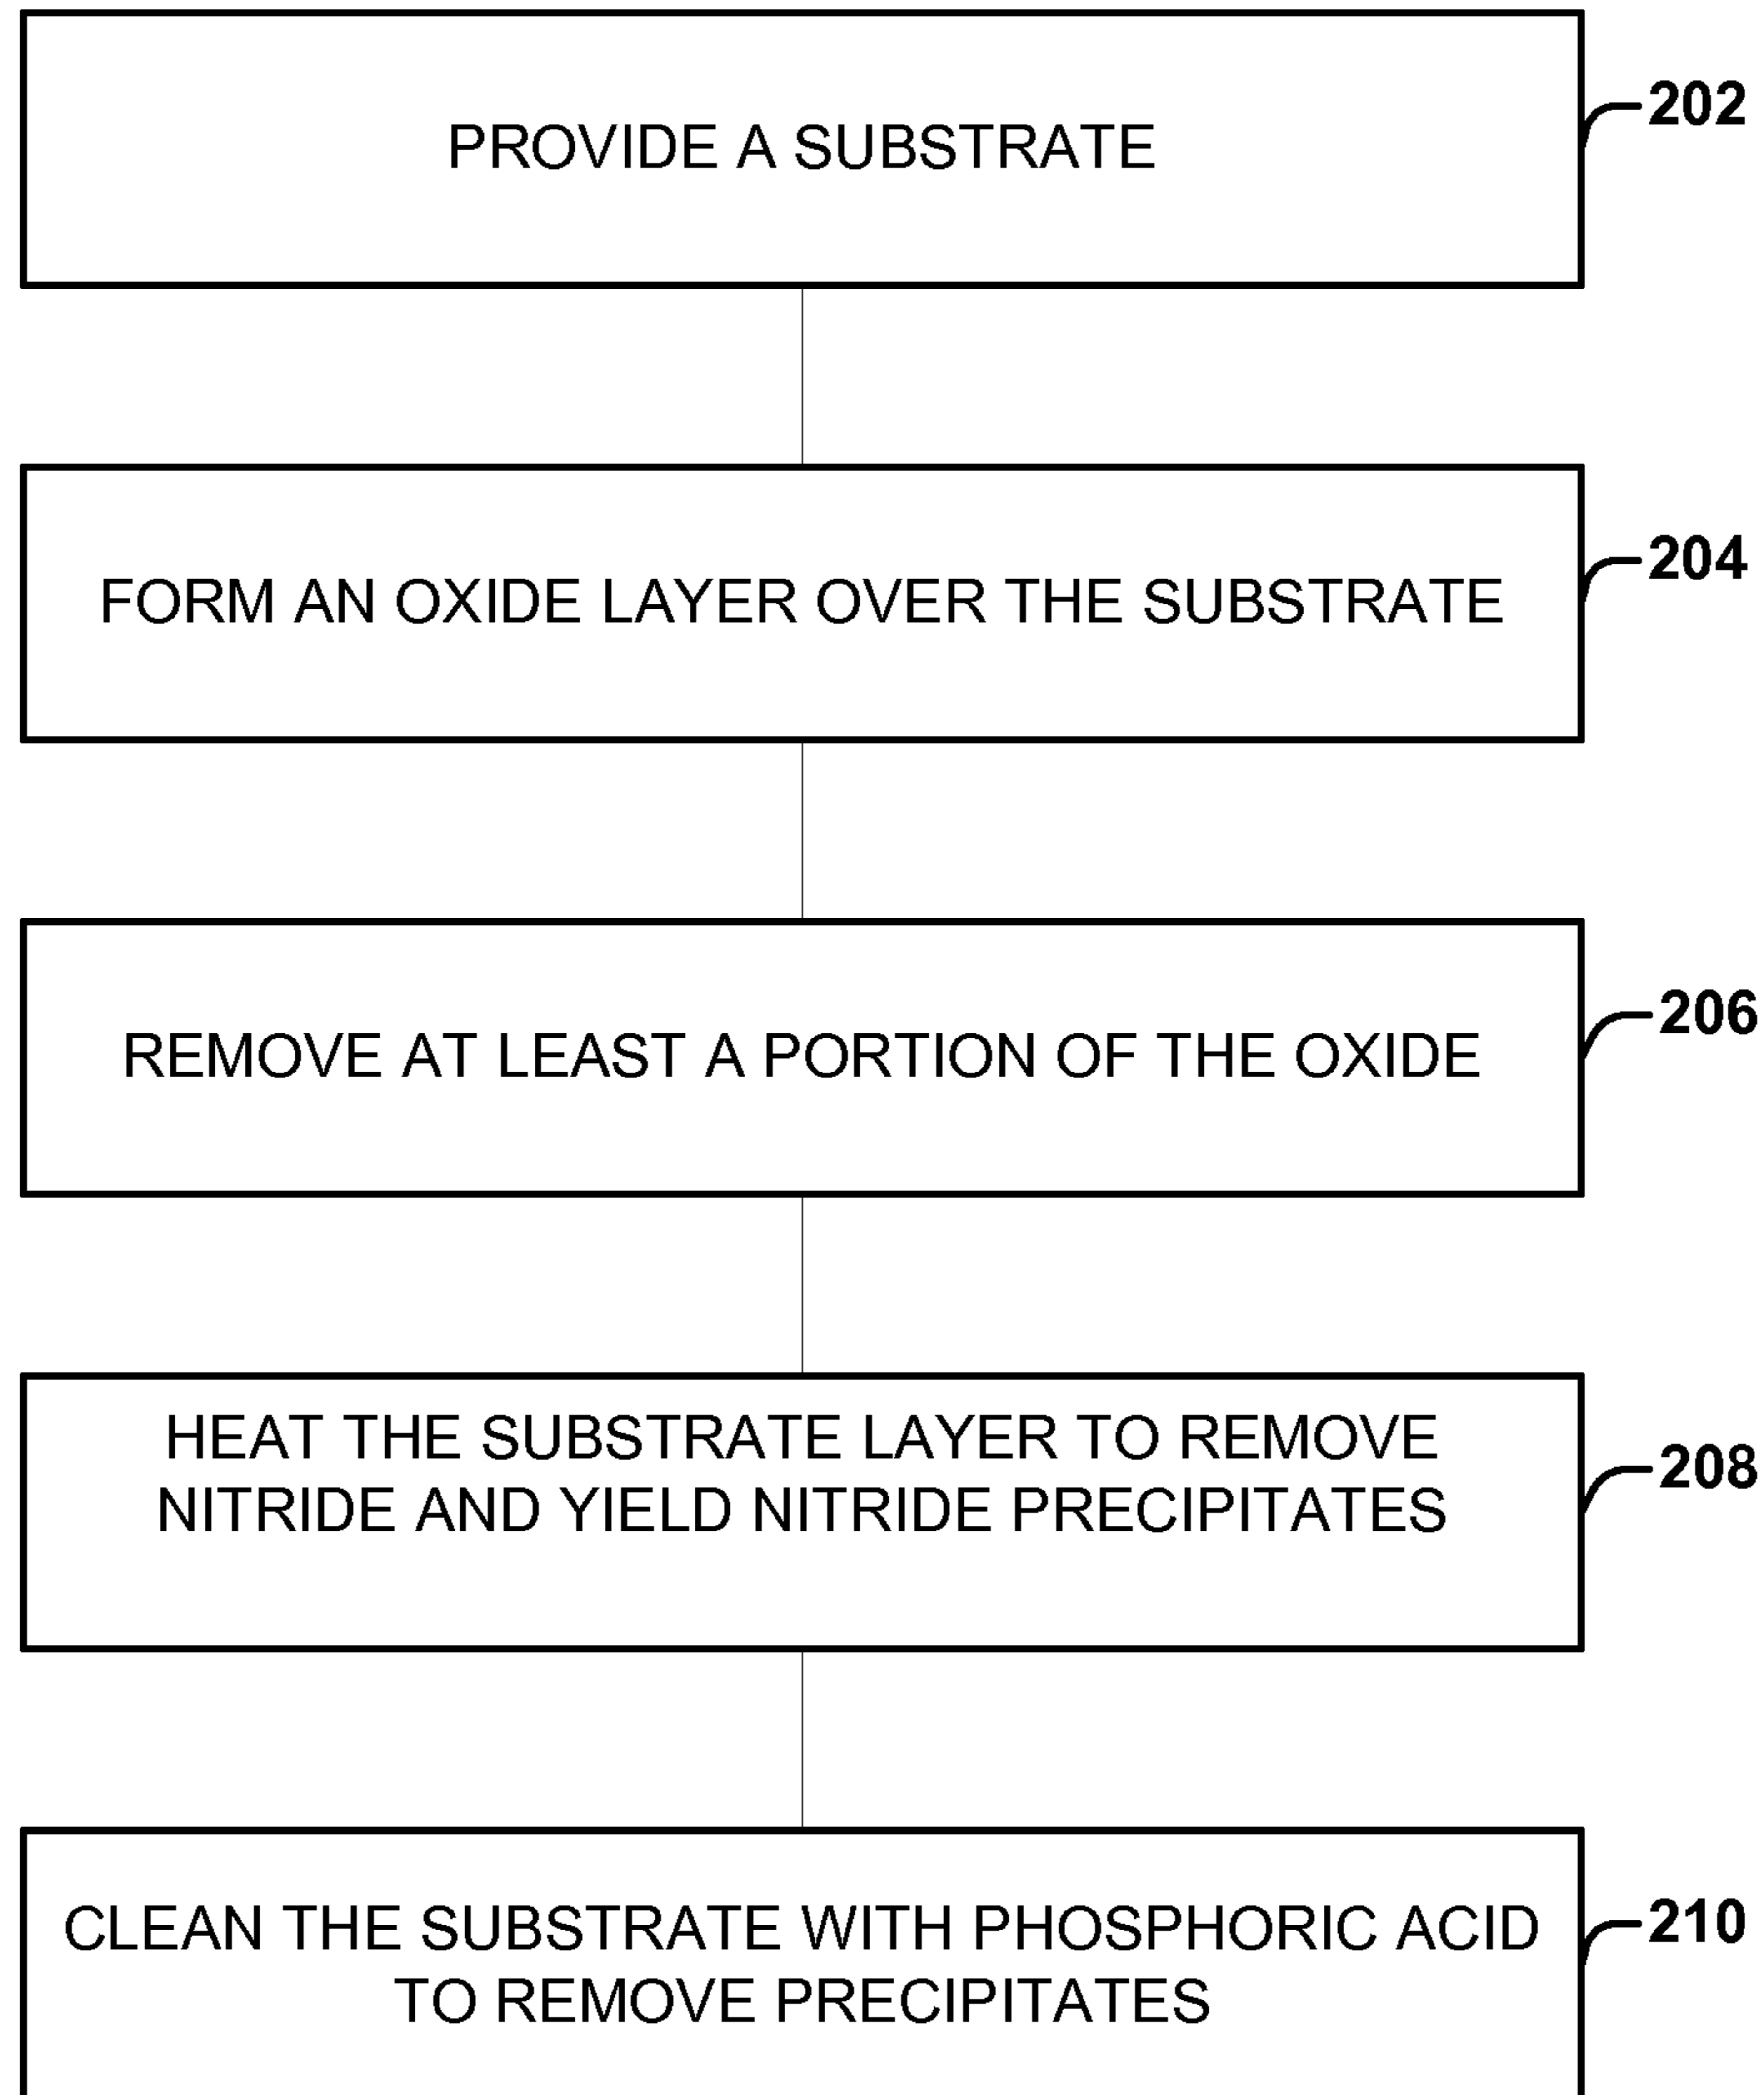 PROVIDE A SUBSTRATE
202
FORM AN OXIDE LAYER OVER THE SUBSTRATE
204
REMOVE AT LEAST A PORTION OF THE OXIDE
206
HEAT THE SUBSTRATE LAYER TO REMOVE
NITRIDE AND YIELD NITRIDE PRECIPITATES
208
CLEAN THE SUBSTRATE WITH PHOSPHORIC ACID
TO REMOVE PRECIPITATES
210